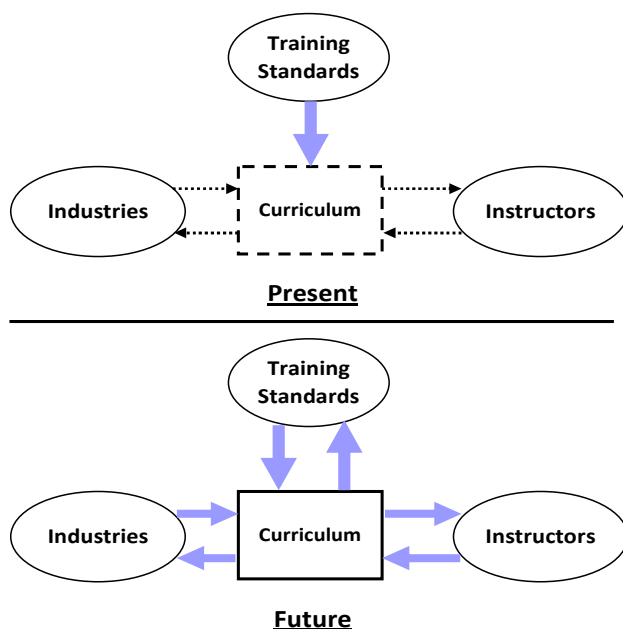 Training
Standards
Industries
Curriculum
Instructors
Present
Training
Standards
Industries
Curriculum
Instructors
Future